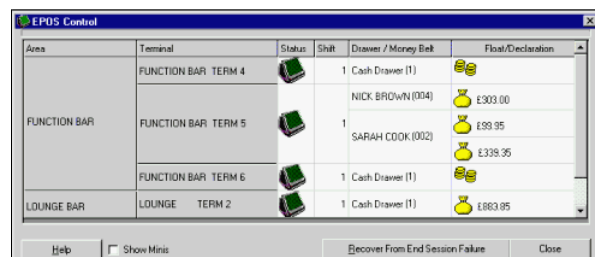 EPOS Control
Area Terminal Status Shift Drawer / Money Belt Float/Declaration
FUNCTION BAR TERM 4 1 Cash Drawer (1)
NICK BROWN (004) £303.00
FUNCTION BAR FUNCTION BAR TERM 5 1 £99.95
SARAH COOK (002)
£339.35
FUNCTION BAR TERM 6 1 Cash Drawer (1)
LOUNGE BAR LOUNGE TERM 2 1 Cash Drawer (1) £883.85
Help Show Minis Recover From End Session Failure Close